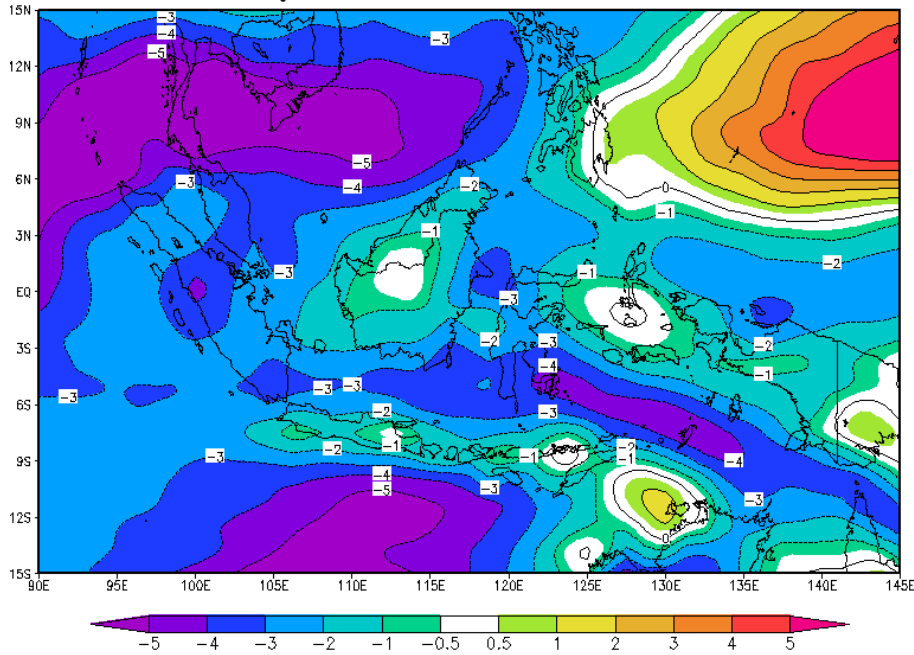 15N −3
−4 −3
−5
12N
9N
−5
6N −3 −4 −2 0
−1
−1
3N
−3 −1 −2
EQ −3
−2 −3 −2
3S
−4 −1
−3 −3 −3
6S −2 −3
−2 −1 −2
9S −3 −1 −1 −4
−4 −3
−5 −3
12S
0
15S
90E 95E 100E 105E 110E 115E 120E 125E 130E 135E 140E 145E
−5 −4 −3 −2 −1 −0.5 0.5 1 2 3 4 5